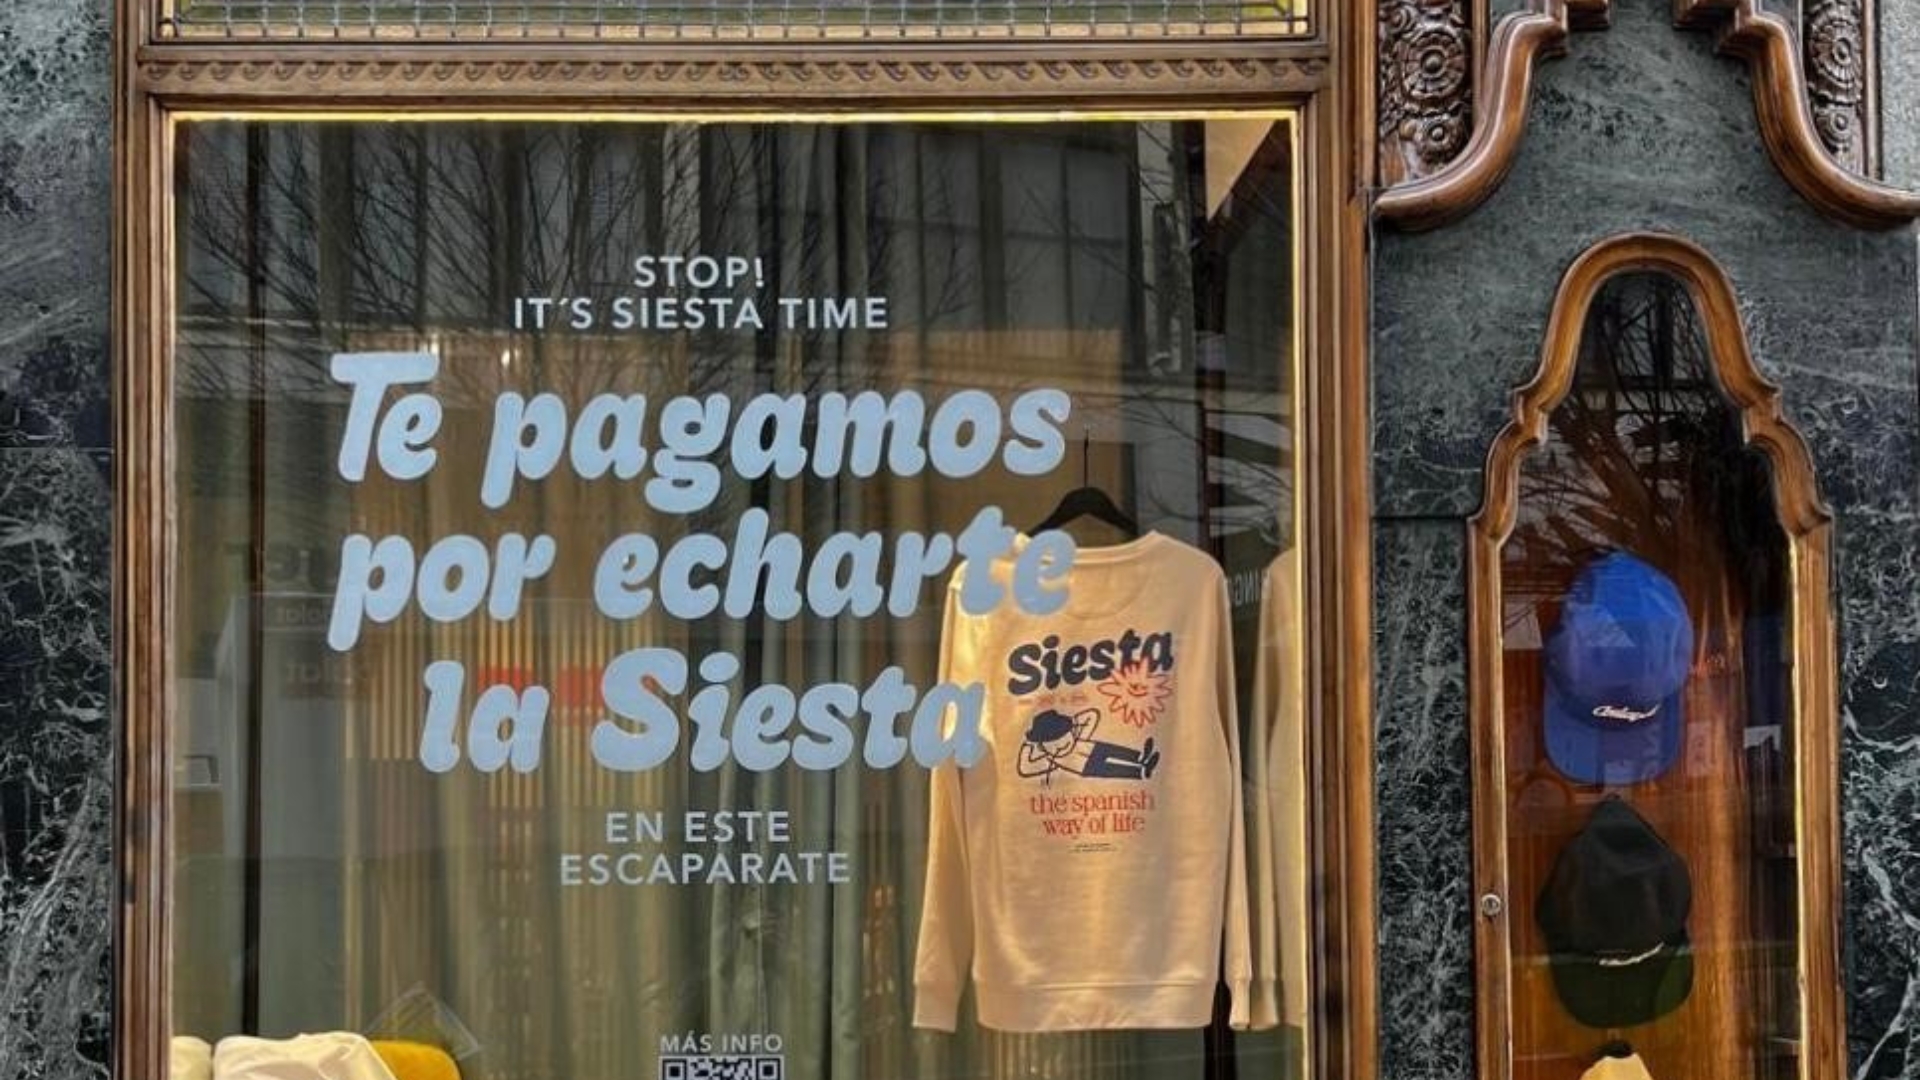 STOP!
IT´S SIESTA TIME
Te pagamos
por echarte
la Siesta
EN ESTE
ESCAPARATE
MÁS INFO
Siesta
the spanish
way of life